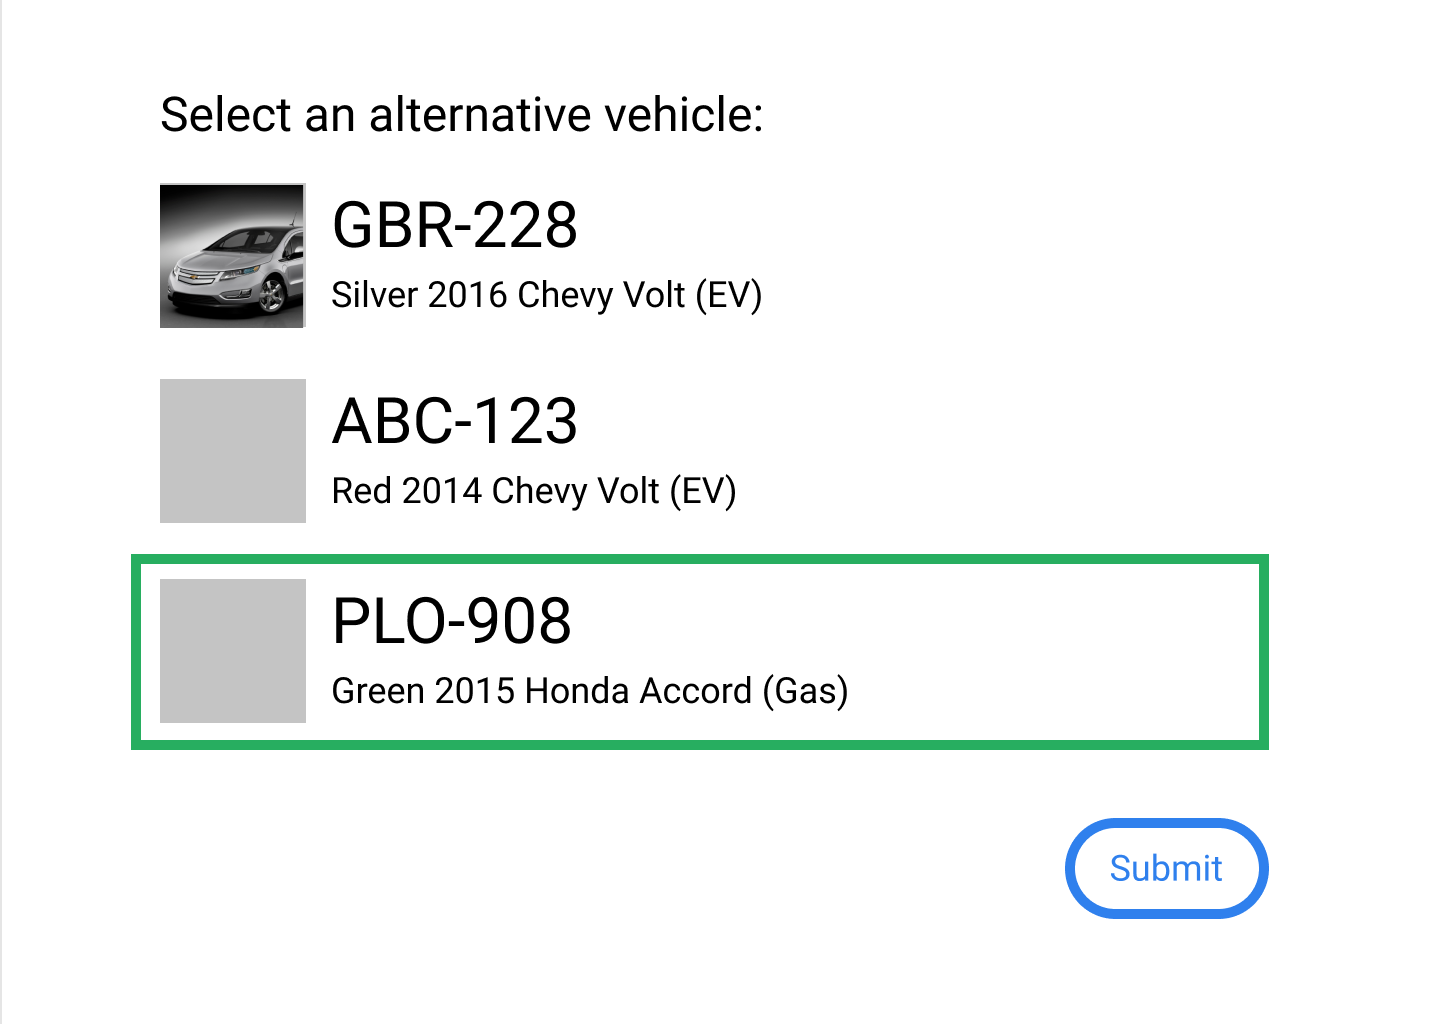 Select an alternative vehicle:
GBR-228
Silver 2016 Chevy Volt (EV)
ABC-123
Red 2014 Chevy Volt (EV)
PLO-908
Green 2015 Honda Accord (Gas)
Submit